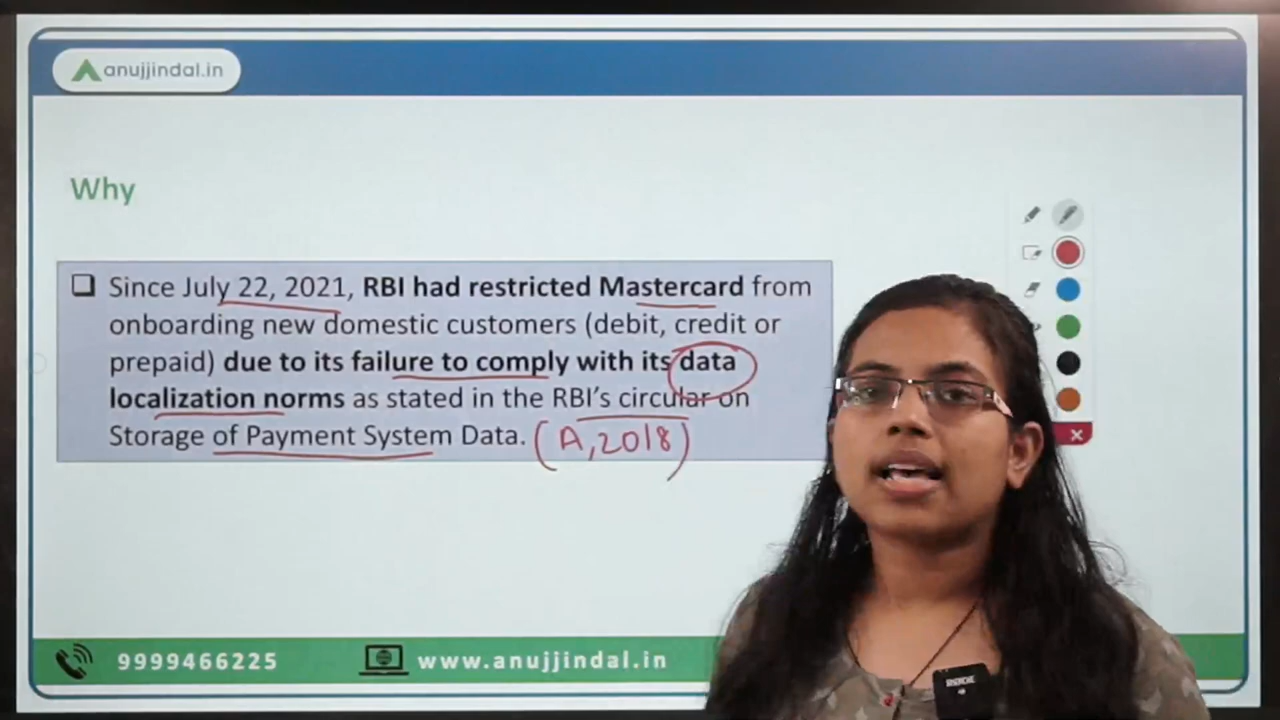 anujjindal.in
Why
Since July 22, 2021, RBI had restricted Mastercard from
onboarding new domestic customers (debit, credit or
prepaid) due to its failure to comply with its data
localization norms as stated in the RBI's circular on
Storage of Payment System Data. (A, 2018)
RØDE
9999466225
www.anujjindal.in